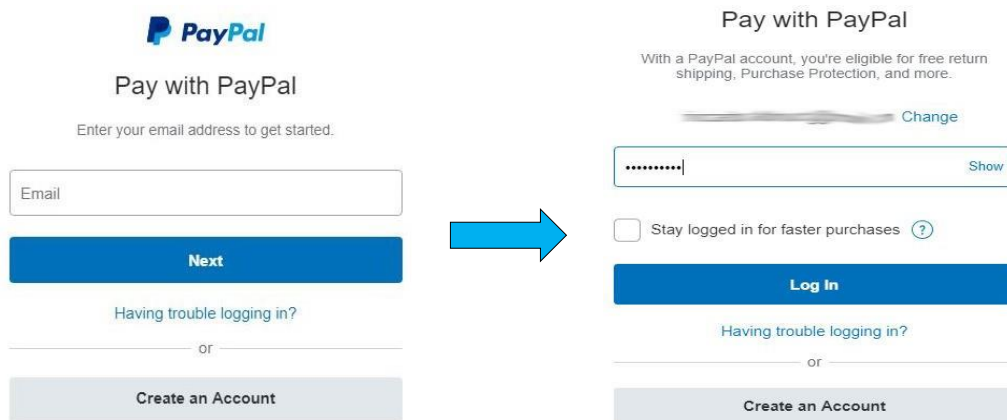 PayPal
Pay with PayPal
Enter your email address to get started.
Email
Next
Having trouble logging in?
or
Create an Account
Pay with PayPal
With a PayPal account, you're eligible for free return
shipping, Purchase Protection, and more.
Change
••••••••••
Show
Stay logged in for faster purchases ?
Log In
Having trouble logging in?
or
Create an Account